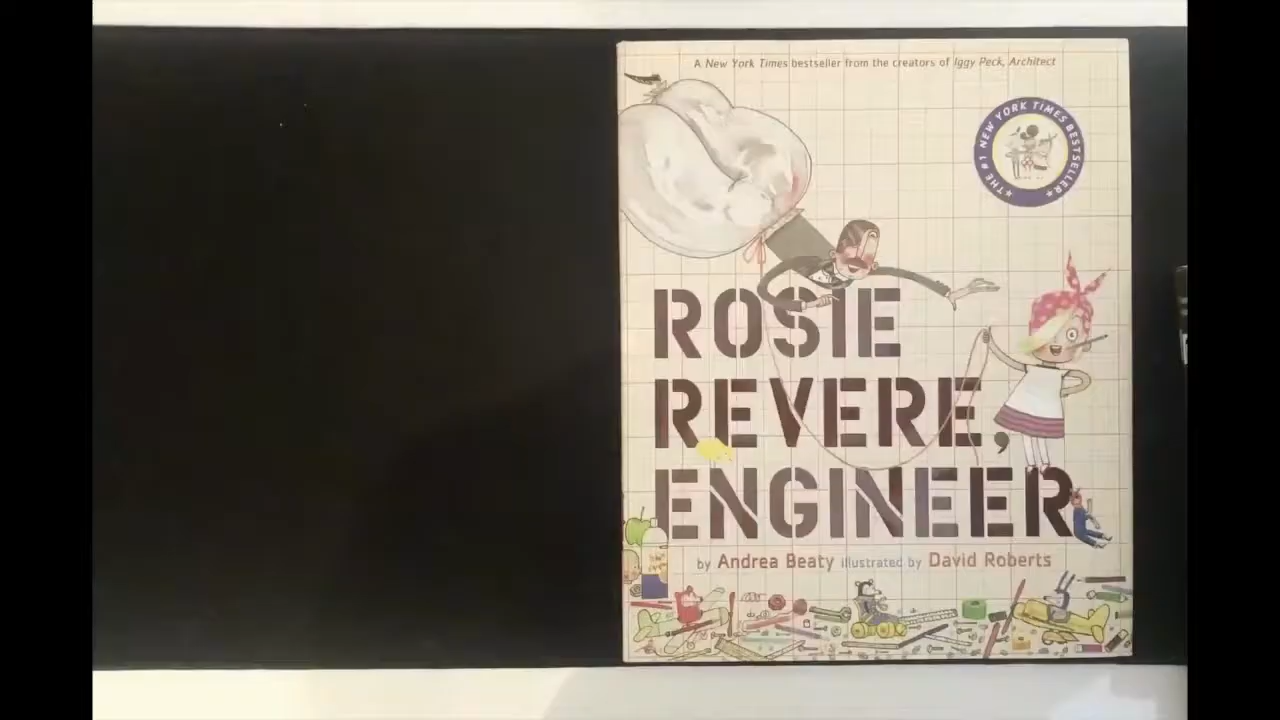 A New York Times bestseller from the creators of Iggy Peck, Architect
THE #1 NEW YORK TIMES BESTSELLER
ROSIE
REVERE,
ENGINEER
by Andrea Beaty illustrated by David Roberts